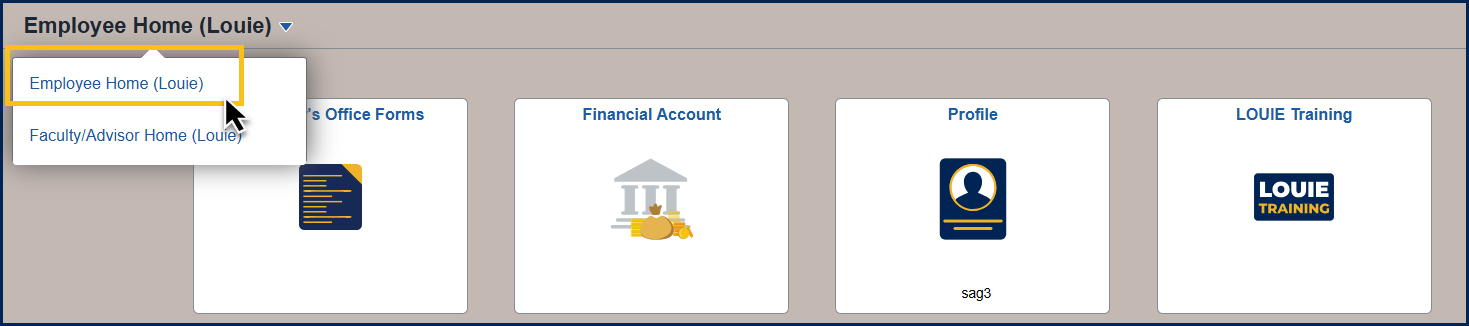 Employee Home (Louie)
Employee Home (Louie)
Faculty/Advisor Home (Louie)
's Office Forms
Financial Account
Profile
sag3
LOUIE Training
LOUIE
TRAINING